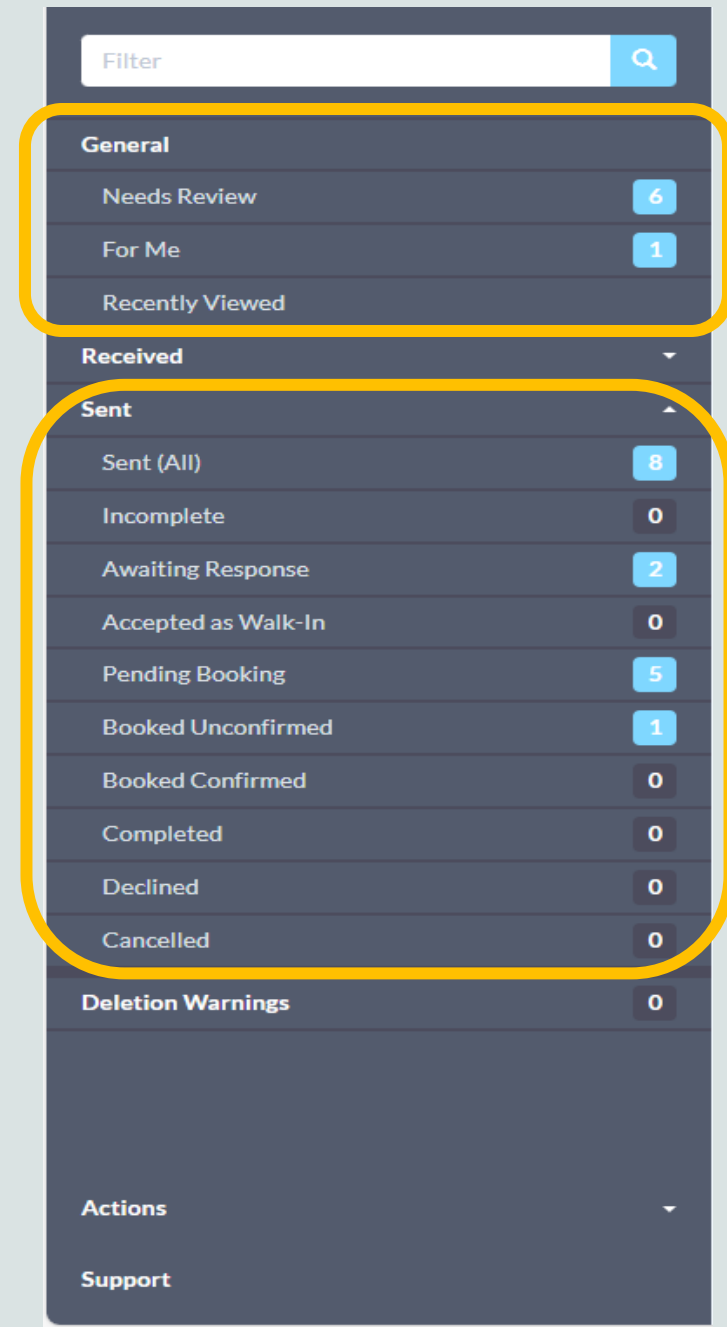 Filter
General
Needs Review 6
For Me 1
Recently Viewed
Received
Sent
Sent (All) 8
Incomplete 0
Awaiting Response 2
Accepted as Walk-In 0
Pending Booking 5
Booked Unconfirmed 1
Booked Confirmed 0
Completed 0
Declined 0
Cancelled 0
Deletion Warnings 0
Actions
Support